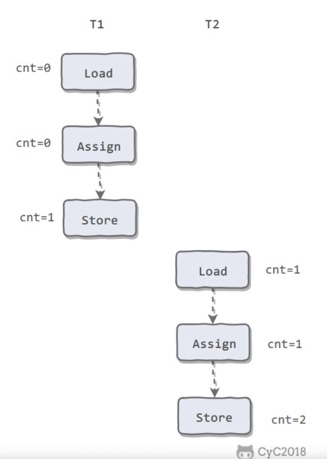 T1 T2
cnt=0 Load
cnt=0 Assign
cnt=1 Store
Load cnt=1
Assign cnt=1
Store cnt=2
CyC2018